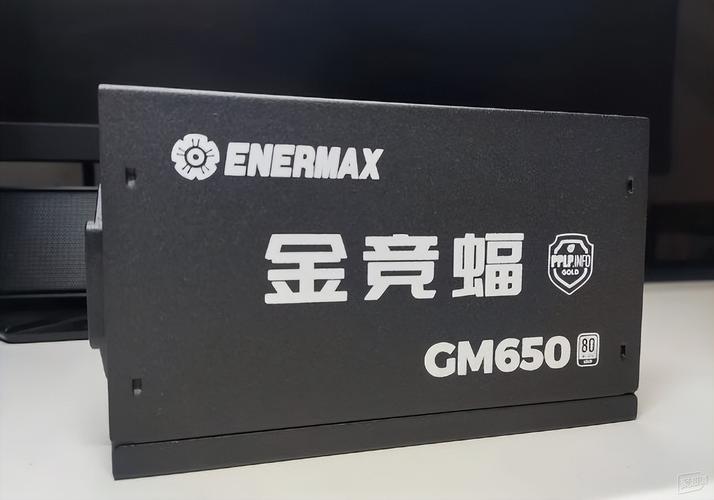 ENERMAX
金竞蝠
PPLP.INFO
GOLD
GM650
80